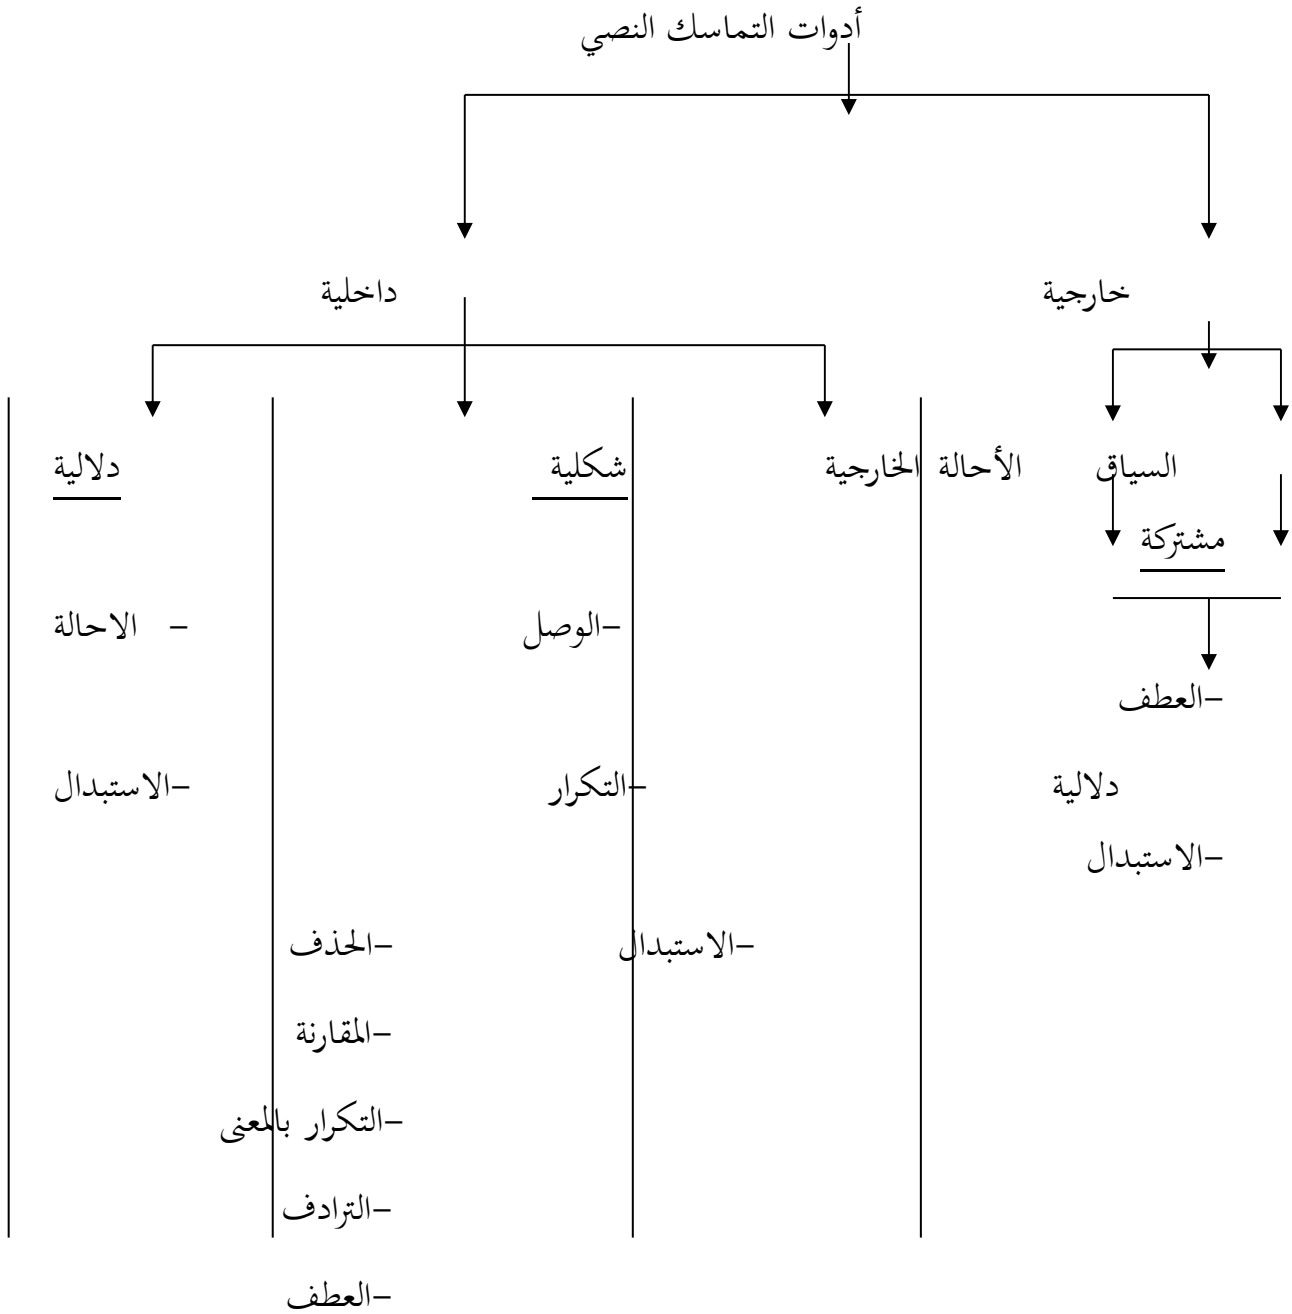 أدوات التماسك النصي
خارجية داخلية
السياق الأحالة الخارجية شكلية دلالية
مشتركة
–الوصل – الاحالة
–العطف
دلالية –التكرار –الاستبدال
–الاستبدال
–الاستبدال –الحذف
–المقارنة
–التكرار بالمعنى
–الترادف
–العطف